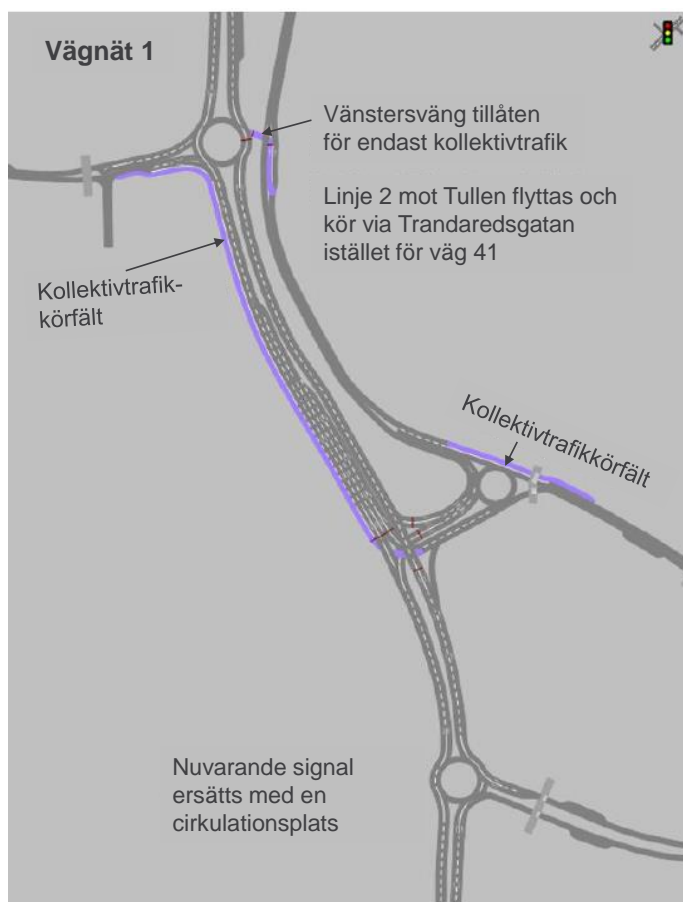 Vägnät 1
Vänstersväng tillåten
för endast kollektivtrafik
Linje 2 mot Tullen flyttas och
kör via Trandaredsgatan
istället för väg 41
Kollektivtrafik-
körfält
Kollektivtrafikkörfält
Nuvarande signal
ersätts med en
cirkulationsplats